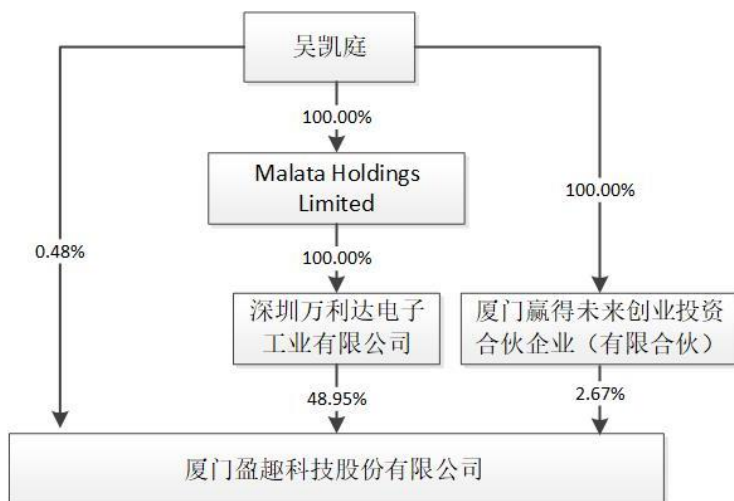 吴凯庭
100.00%
Malata Holdings
Limited
100.00%
0.48%
100.00%
深圳万利达电子
工业有限公司
厦门赢得未来创业投资
合伙企业（有限合伙）
48.95%
2.67%
厦门盈趣科技股份有限公司